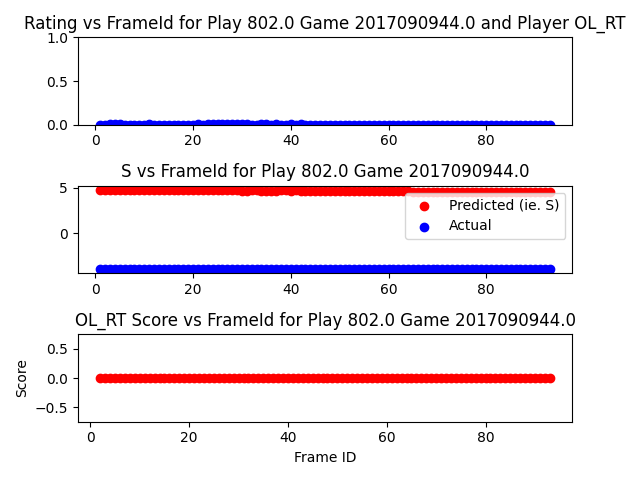 Rating vs FrameId for Play 802.0 Game 2017090944.0 and Player OL_RT
1.0
0.5
0.0
0 20 40 60 80
S vs FrameId for Play 802.0 Game 2017090944.0
5
0
Predicted (ie. S)
Actual
0 20 40 60 80
OL_RT Score vs FrameId for Play 802.0 Game 2017090944.0
Score
0.5
0.0
−0.5
0 20 40 60 80
Frame ID